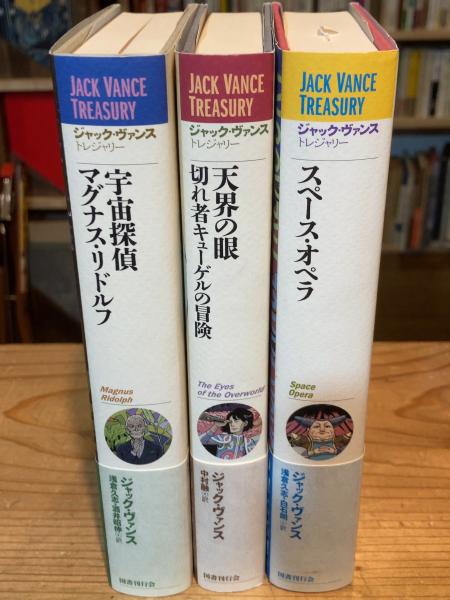 JACK VANCE
TREASURY
ジャック・ヴァンス
トレジャリー
宇宙探偵
マグナス・リドルフ
Magnus
Ridolph
ジャック・ヴァンス
浅倉久志・酒井昭伸・訳
国書刊行会
JACK VANCE
TREASURY
ジャック・ヴァンス
トレジャリー
天界の眼
切れ者キューゲルの冒険
The Eyes
of the Overworld
ジャック・ヴァンス
中村融・訳
国書刊行会
JACK VANCE
TREASURY
ジャック・ヴァンス
トレジャリー
スペース・オペラ
Space
Opera
ジャック・ヴァンス
浅倉久志・白石朗・訳
国書刊行会